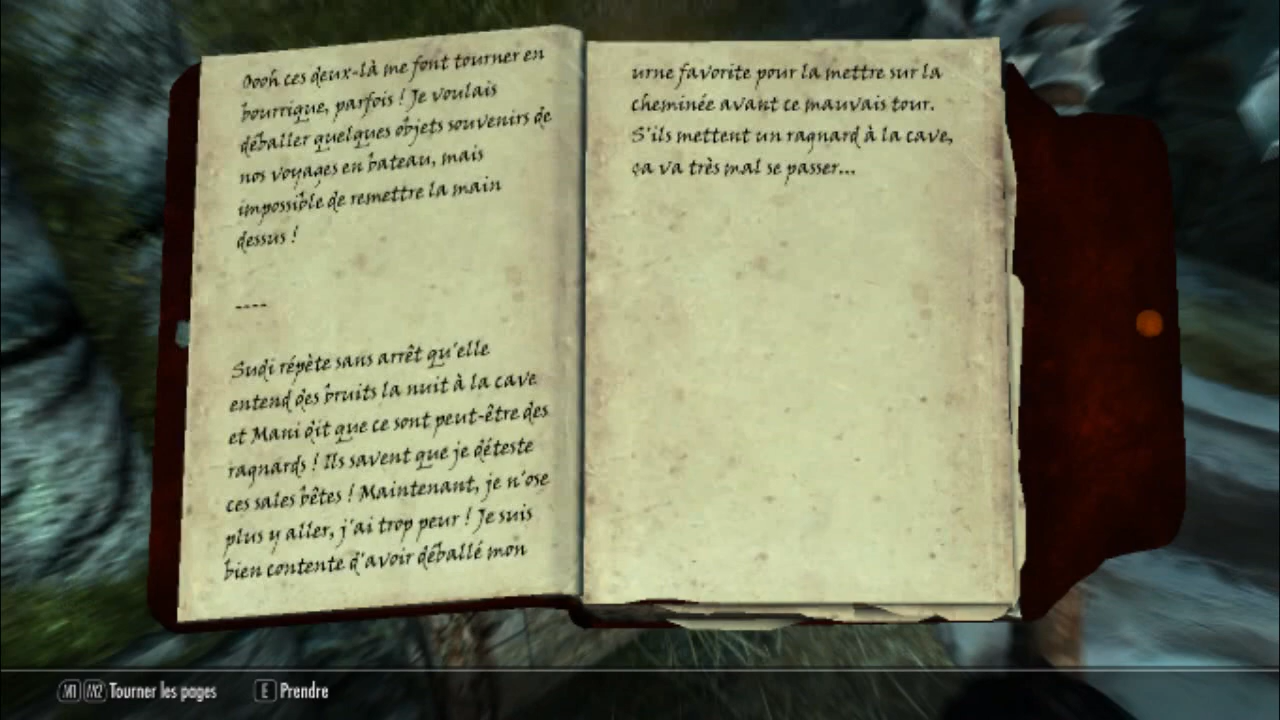 Oooh ces deux-là me font tourner en
bourrique, parfois ! Je voulais
déballer quelques objets souvenirs de
nos voyages en bateau, mais
impossible de remettre la main
dessus !
----
Sudi répète sans arrêt qu'elle
entend des bruits la nuit à la cave
et Mani dit que ce sont peut-être des
ragnards ! Ils savent que je déteste
ces sales bêtes ! Maintenant, je n'ose
plus y aller, j'ai trop peur ! Je suis
bien contente d'avoir déballé mon
urne favorite pour la mettre sur la
cheminée avant ce mauvais tour.
S'ils mettent un ragnard à la cave,
ça va très mal se passer...
M1 M2 Tourner les pages E Prendre